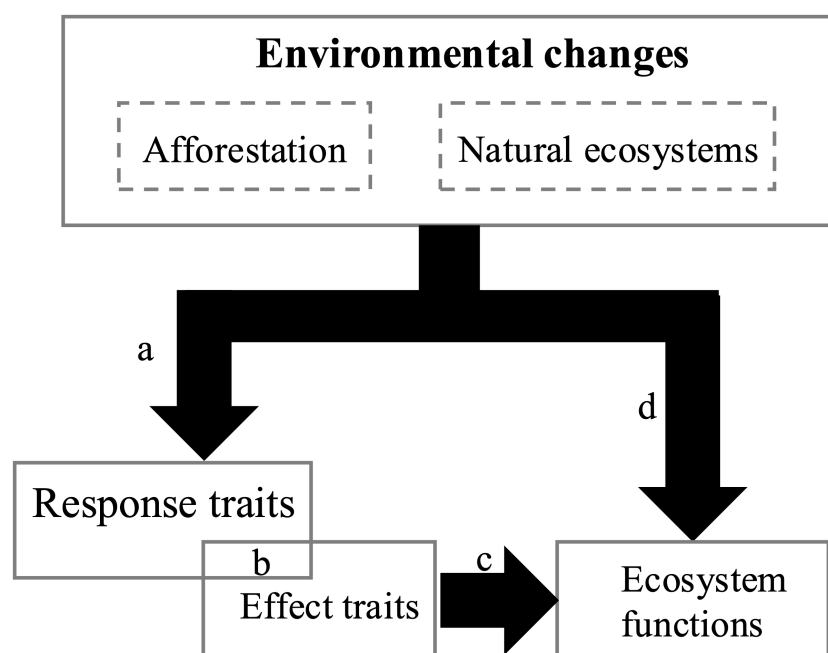 Environmental changes
Afforestation
Natural ecosystems
a
d
Response traits
b
c
Effect traits
Ecosystem
functions